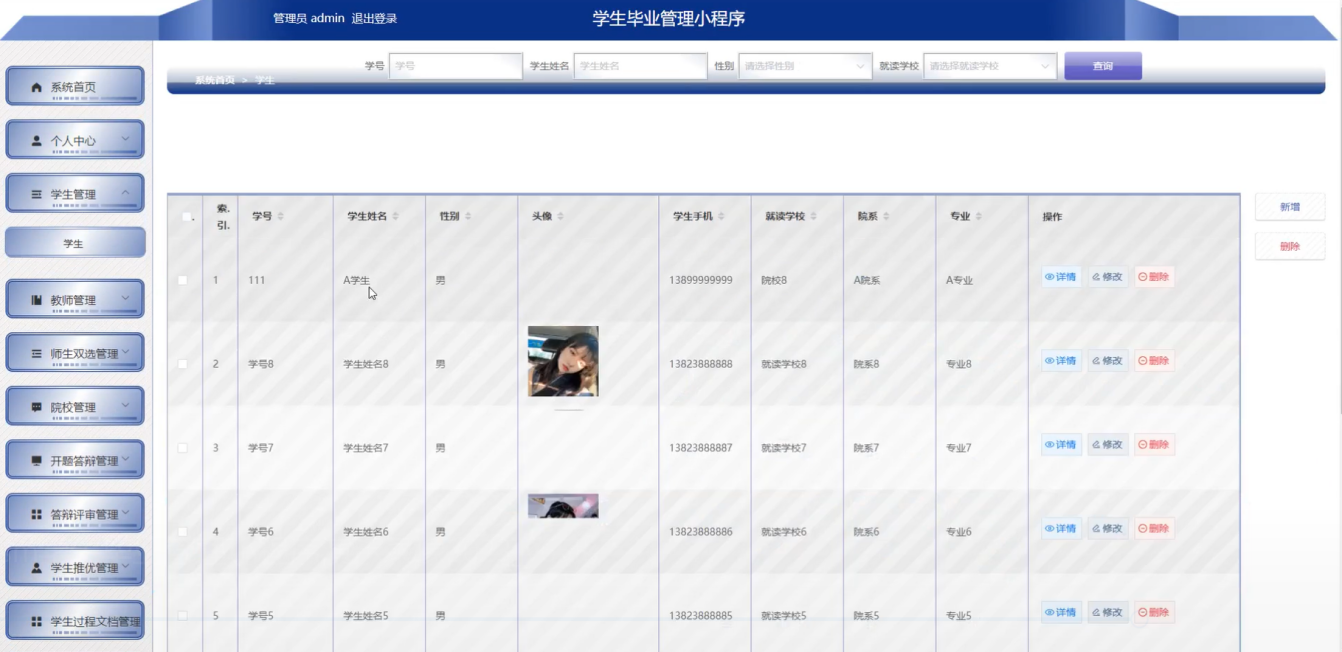 管理员 admin 退出登录
学生毕业管理小程序
学号 学号 学生姓名 学生姓名 性别 请选择性别 就读学校 请选择就读学校 查询
系统首页 > 学生
系统首页
个人中心
学生管理
学生
教师管理
师生双选管理
院校管理
开题答辩管理
答辩评审管理
学生推优管理
学生过程文档管理
索. 引. 学号 学生姓名 性别 头像 学生手机 就读学校 院系 专业 操作
1 111 A学生 男 13899999999 院校8 A院系 A专业 详情 修改 删除
2 学号8 学生姓名8 男 13823888888 就读学校8 院系8 专业8 详情 修改 删除
3 学号7 学生姓名7 男 13823888887 就读学校7 院系7 专业7 详情 修改 删除
4 学号6 学生姓名6 男 13823888886 就读学校6 院系6 专业6 详情 修改 删除
5 学号5 学生姓名5 男 13823888885 就读学校5 院系5 专业5 详情 修改 删除
新增
删除